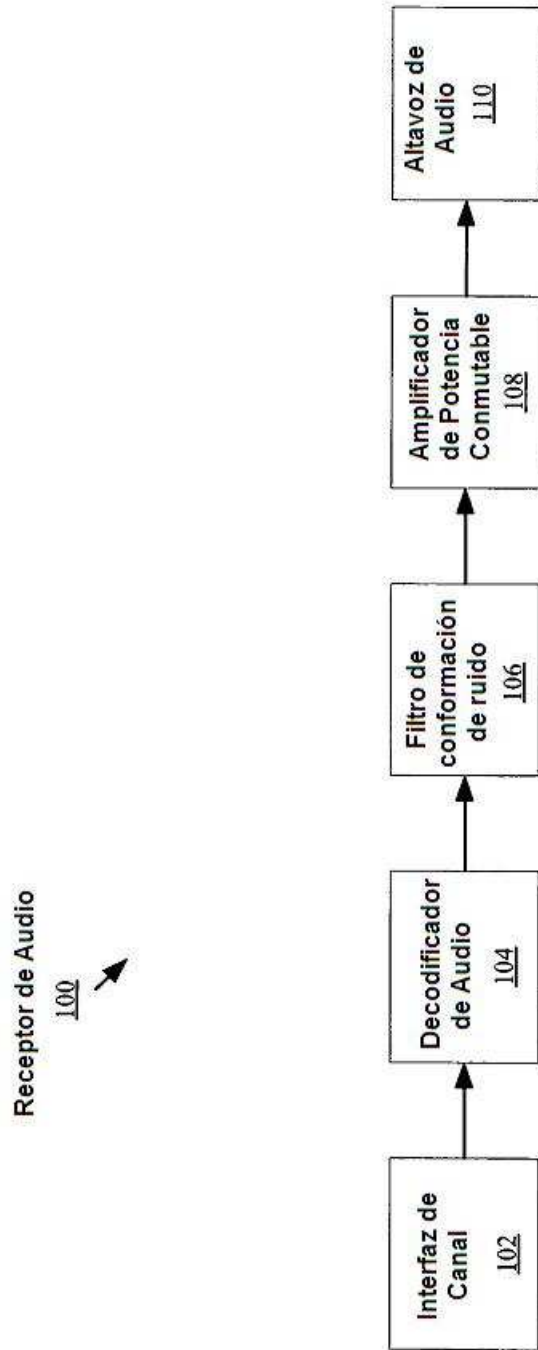 Receptor de Audio
100
Interfaz de
Canal
102
Decodificador
de Audio
104
Filtro de
conformación
de ruido
106
Amplificador
de Potencia
Conmutable
108
Altavoz de
Audio
110